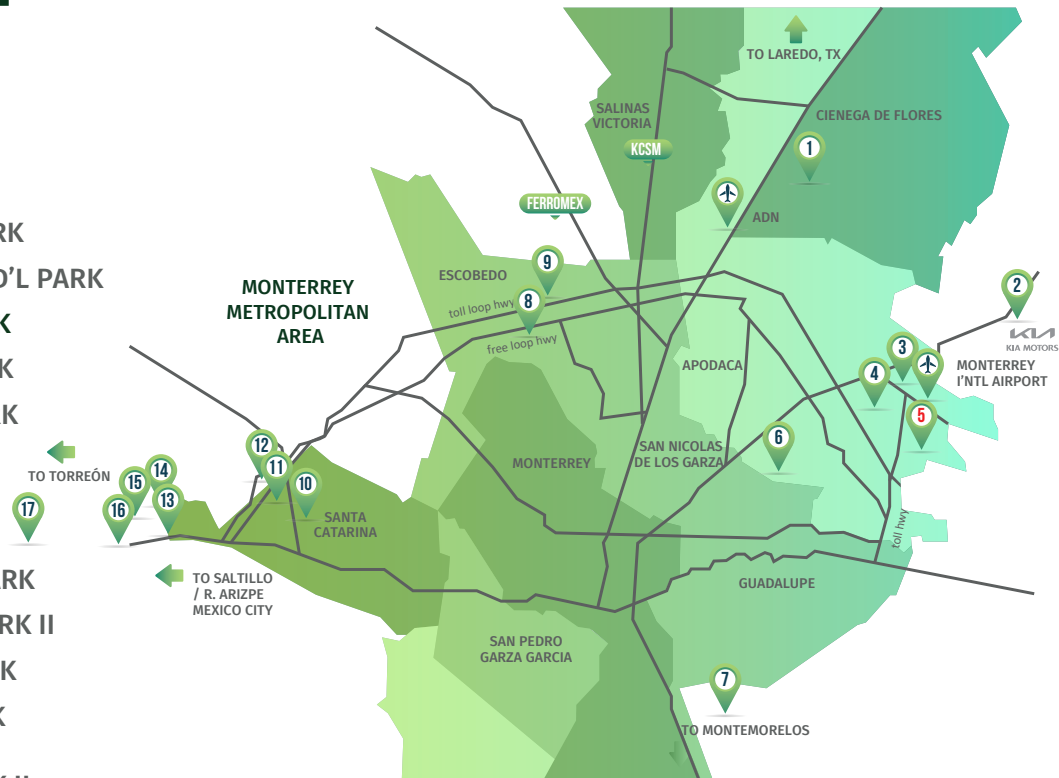 RK
D'L PARK
K
K
RK
ARK
RK II
K
K
MONTERREY
METROPOLITAN
AREA
TO LAREDO, TX
SALINAS
VICTORIA
CIENEGA DE FLORES
KCSM
1
FERROMEX
ADN
ESCOBEDO
9
8
toll loop hwy
free loop hwy
2
KIA
KIA MOTORS
3
4
MONTERREY
I'NTL AIRPORT
5
APODACA
6
SAN NICOLAS
DE LOS GARZA
MONTERREY
12
11
10
TO TORREÓN
14
15
13
16
17
SANTA
CATARINA
toll hwy
TO SALTILLO
/ R. ARIZPE
MEXICO CITY
GUADALUPE
SAN PEDRO
GARZA GARCIA
7
TO MONTEMORELOS